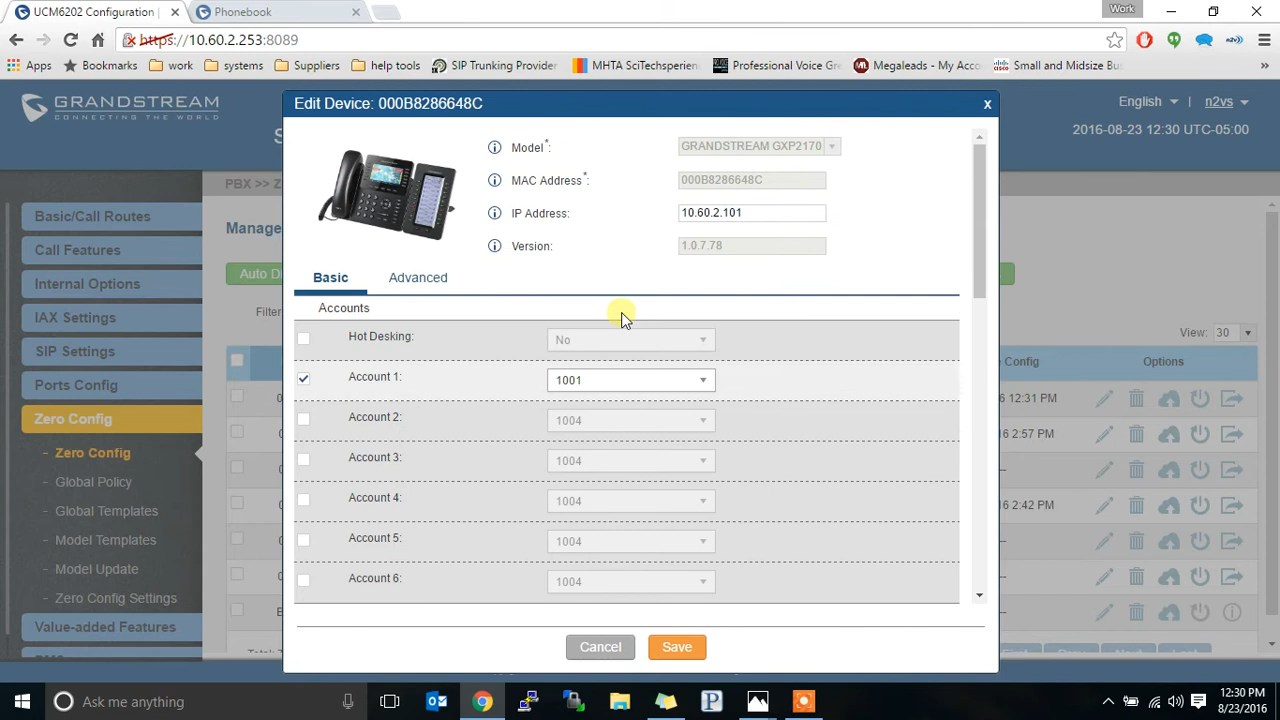 UCM6202 Configuration
Phonebook
Work
https://10.60.2.253:8089
Apps
Bookmarks
work
systems
Suppliers
help tools
SIP Trunking Provider
MHTA SciTechsperien
Professional Voice Gre
Megaleads - My Acco
Small and Midsize Bus
GRANDSTREAM
CONNECTING THE WORLD
English
n2vs
2016-08-23 12:30 UTC-05:00
Edit Device: 000B8286648C
x
Model*:
GRANDSTREAM GXP2170
MAC Address*:
000B8286648C
IP Address:
10.60.2.101
Version:
1.0.7.78
Basic
Advanced
Accounts
Hot Desking:
No
Account 1:
1001
Account 2:
1004
Account 3:
1004
Account 4:
1004
Account 5:
1004
Account 6:
1004
Cancel
Save
PBX >> Z
Manage
Auto Di
Filter
View: 30
Config
Options
6 12:31 PM
6 2:57 PM
6 2:42 PM
Basic/Call Routes
Call Features
Internal Options
IAX Settings
SIP Settings
Ports Config
Zero Config
- Zero Config
- Global Policy
- Global Templates
- Model Templates
- Model Update
- Zero Config Settings
Value-added Features
Ask me anything
12:30 PM
8/23/2016